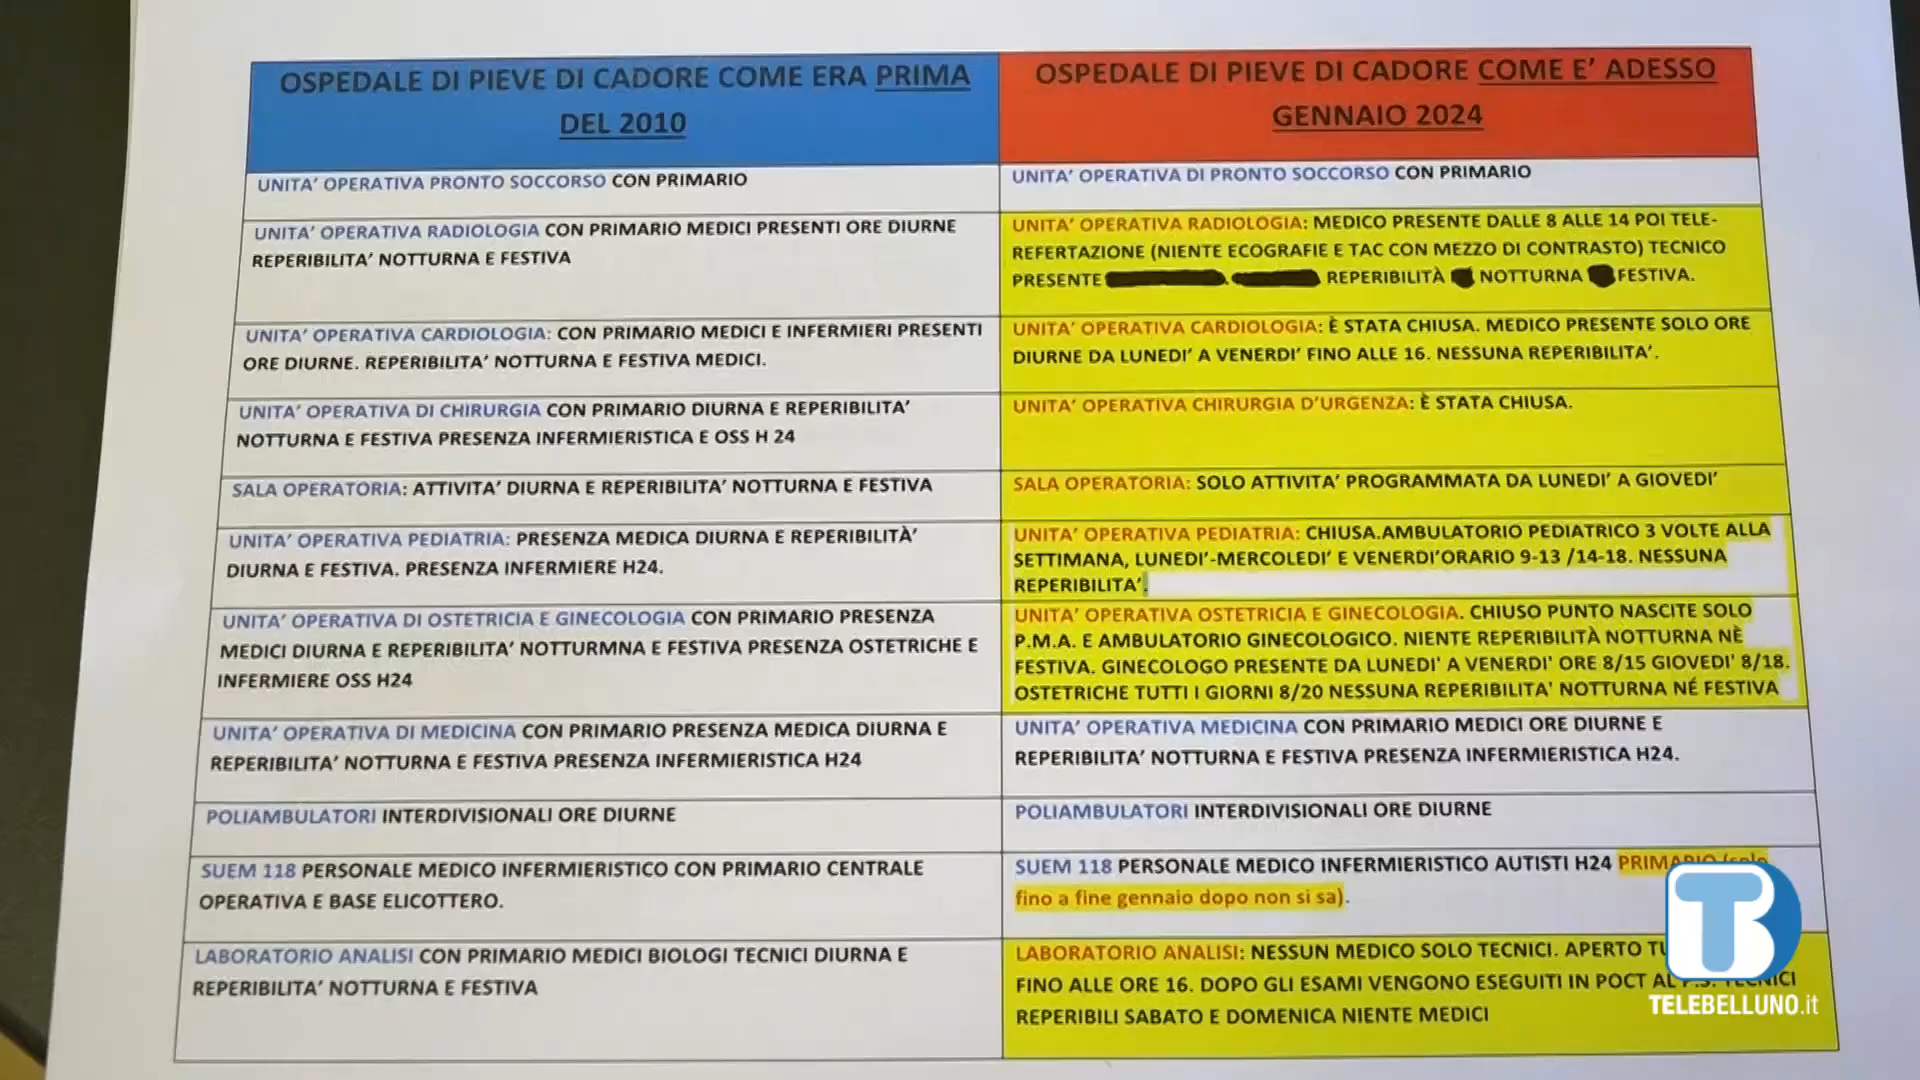 OSPEDALE DI PIEVE DI CADORE COME ERA PRIMA
DEL 2010
OSPEDALE DI PIEVE DI CADORE COME E' ADESSO
GENNAIO 2024
UNITA' OPERATIVA PRONTO SOCCORSO CON PRIMARIO
UNITA' OPERATIVA DI PRONTO SOCCORSO CON PRIMARIO
UNITA' OPERATIVA RADIOLOGIA CON PRIMARIO MEDICI PRESENTI ORE DIURNE
REPERIBILITA' NOTTURNA E FESTIVA
UNITA' OPERATIVA RADIOLOGIA: MEDICO PRESENTE DALLE 8 ALLE 14 POI TELE-
REFERTAZIONE (NIENTE ECOGRAFIE E TAC CON MEZZO DI CONTRASTO) TECNICO
PRESENTE REPERIBILITÀ NOTTURNA FESTIVA.
UNITA' OPERATIVA CARDIOLOGIA: CON PRIMARIO MEDICI E INFERMIERI PRESENTI
ORE DIURNE. REPERIBILITA' NOTTURNA E FESTIVA MEDICI.
UNITA' OPERATIVA CARDIOLOGIA: È STATA CHIUSA. MEDICO PRESENTE SOLO ORE
DIURNE DA LUNEDI' A VENERDI' FINO ALLE 16. NESSUNA REPERIBILITA'.
UNITA' OPERATIVA DI CHIRURGIA CON PRIMARIO DIURNA E REPERIBILITA'
NOTTURNA E FESTIVA PRESENZA INFERMIERISTICA E OSS H 24
UNITA' OPERATIVA CHIRURGIA D'URGENZA: È STATA CHIUSA.
SALA OPERATORIA: ATTIVITA' DIURNA E REPERIBILITA' NOTTURNA E FESTIVA
SALA OPERATORIA: SOLO ATTIVITA' PROGRAMMATA DA LUNEDI' A GIOVEDI'
UNITA' OPERATIVA PEDIATRIA: PRESENZA MEDICA DIURNA E REPERIBILITÀ'
DIURNA E FESTIVA. PRESENZA INFERMIERE H24.
UNITA' OPERATIVA PEDIATRIA: CHIUSA.AMBULATORIO PEDIATRICO 3 VOLTE ALLA
SETTIMANA, LUNEDI'-MERCOLEDI' E VENERDI'ORARIO 9-13 /14-18. NESSUNA
REPERIBILITA'.
UNITA' OPERATIVA DI OSTETRICIA E GINECOLOGIA CON PRIMARIO PRESENZA
MEDICI DIURNA E REPERIBILITA' NOTTURMNA E FESTIVA PRESENZA OSTETRICHE E
INFERMIERE OSS H24
UNITA' OPERATIVA OSTETRICIA E GINECOLOGIA. CHIUSO PUNTO NASCITE SOLO
P.M.A. E AMBULATORIO GINECOLOGICO. NIENTE REPERIBILITÀ NOTTURNA NÈ
FESTIVA. GINECOLOGO PRESENTE DA LUNEDI' A VENERDI' ORE 8/15 GIOVEDI' 8/18.
OSTETRICHE TUTTI I GIORNI 8/20 NESSUNA REPERIBILITA' NOTTURNA NÉ FESTIVA
UNITA' OPERATIVA DI MEDICINA CON PRIMARIO PRESENZA MEDICA DIURNA E
REPERIBILITA' NOTTURNA E FESTIVA PRESENZA INFERMIERISTICA H24
UNITA' OPERATIVA MEDICINA CON PRIMARIO MEDICI ORE DIURNE E
REPERIBILITA' NOTTURNA E FESTIVA PRESENZA INFERMIERISTICA H24.
POLIAMBULATORI INTERDIVISIONALI ORE DIURNE
POLIAMBULATORI INTERDIVISIONALI ORE DIURNE
SUEM 118 PERSONALE MEDICO INFERMIERISTICO CON PRIMARIO CENTRALE
OPERATIVA E BASE ELICOTTERO.
SUEM 118 PERSONALE MEDICO INFERMIERISTICO AUTISTI H24 PRIMARIO (solo
fino a fine gennaio dopo non si sa).
LABORATORIO ANALISI CON PRIMARIO MEDICI BIOLOGI TECNICI DIURNA E
REPERIBILITA' NOTTURNA E FESTIVA
LABORATORIO ANALISI: NESSUN MEDICO SOLO TECNICI. APERTO
FINO ALLE ORE 16. DOPO GLI ESAMI VENGONO ESEGUITI IN POCT AL P.S. TECNICI
REPERIBILI SABATO E DOMENICA NIENTE MEDICI
TB
TELEBELLUNO.it